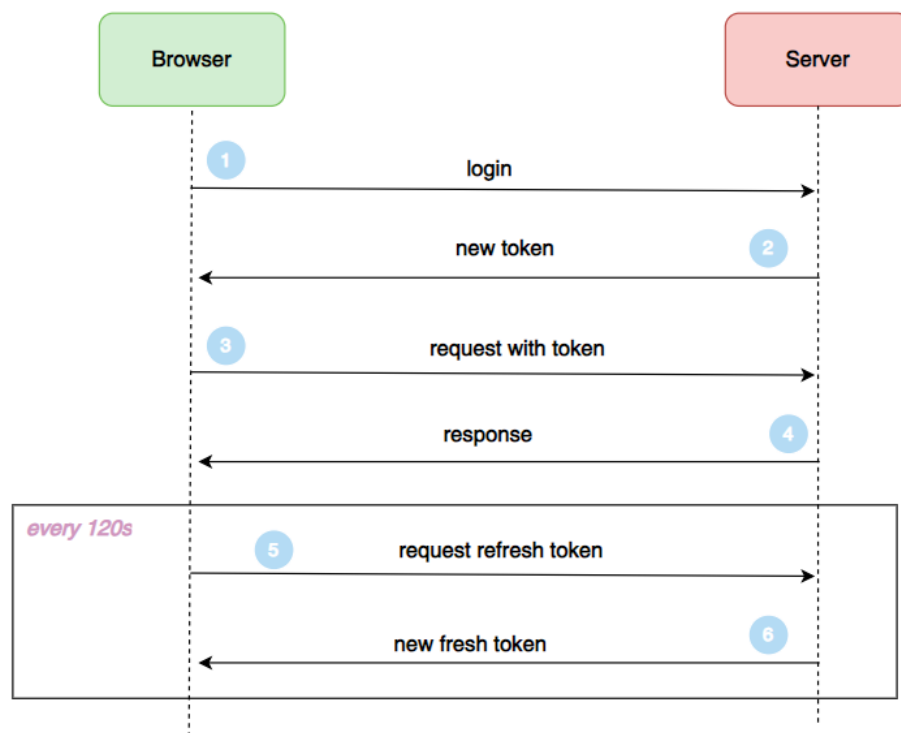 Browser
Server
1
login
new token
2
3
request with token
response
4
every 120s
5
request refresh token
new fresh token
6